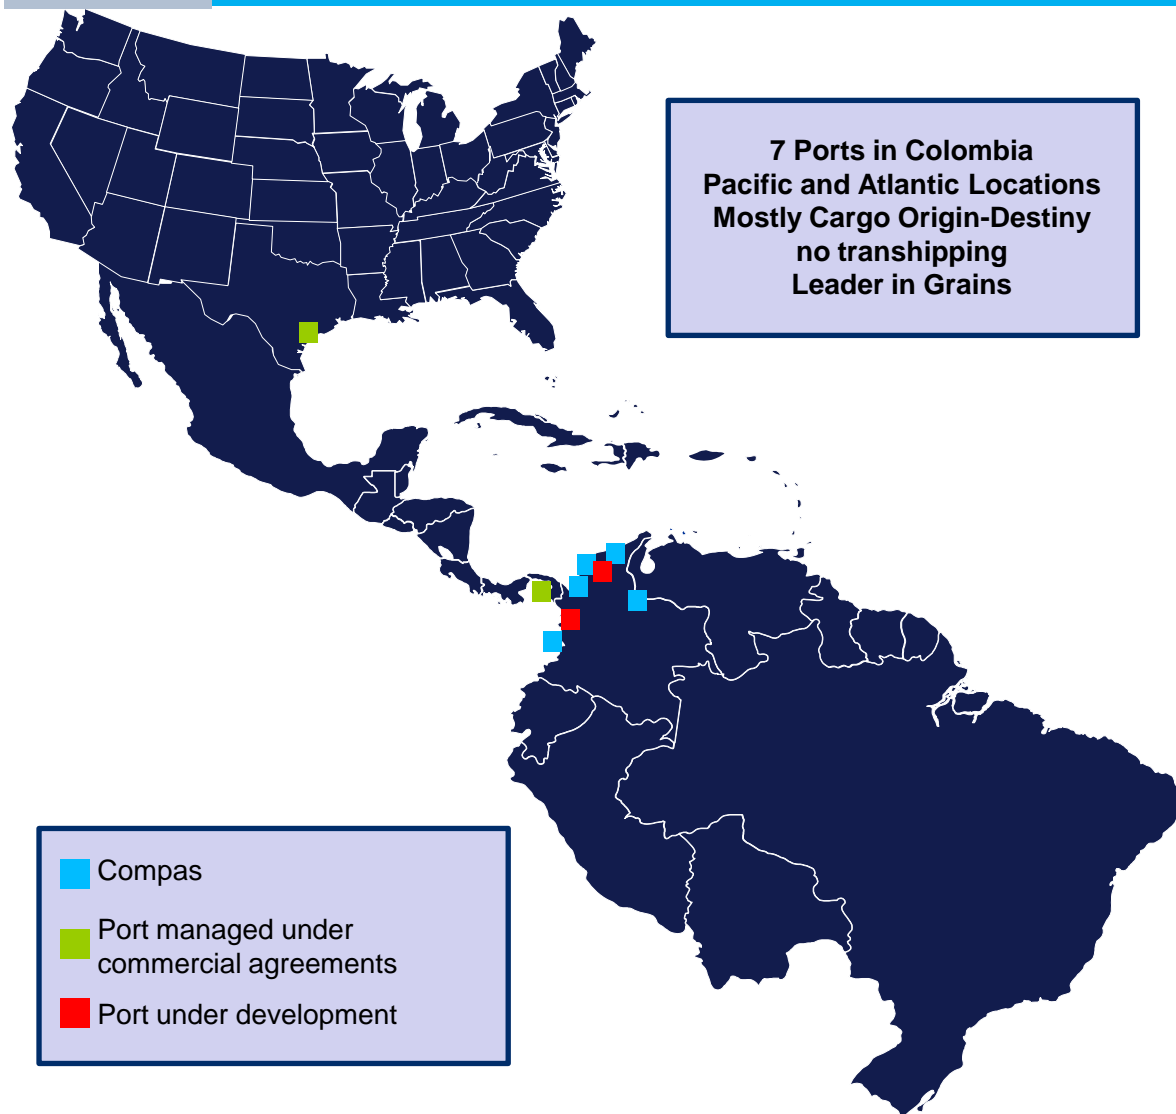 7 Ports in Colombia
Pacific and Atlantic Locations
Mostly Cargo Origin-Destiny
no transhipping
Leader in Grains
Compas
Port managed under
commercial agreements
Port under development